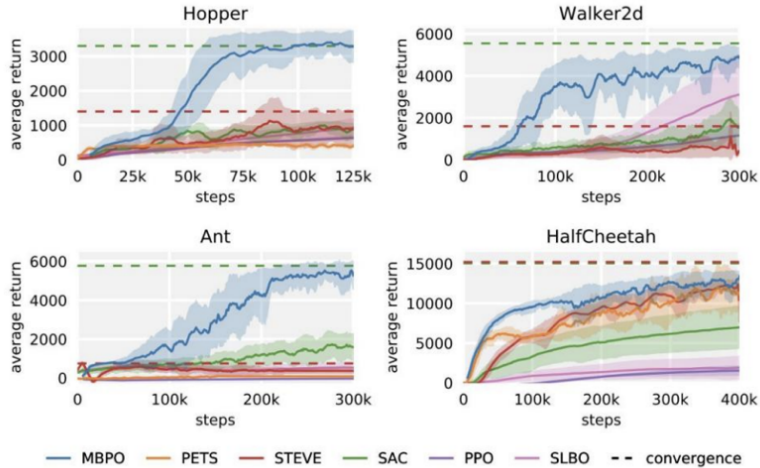 Hopper
average return
3000
2000
1000
0
0 25k 50k 75k 100k 125k
steps
Walker2d
average return
6000
4000
2000
0
0 100k 200k 300k
steps
Ant
average return
6000
4000
2000
0
0 100k 200k 300k
steps
HalfCheetah
average return
15000
10000
5000
0
0 100k 200k 300k 400k
steps
MBPO PETS STEVE SAC PPO SLBO convergence